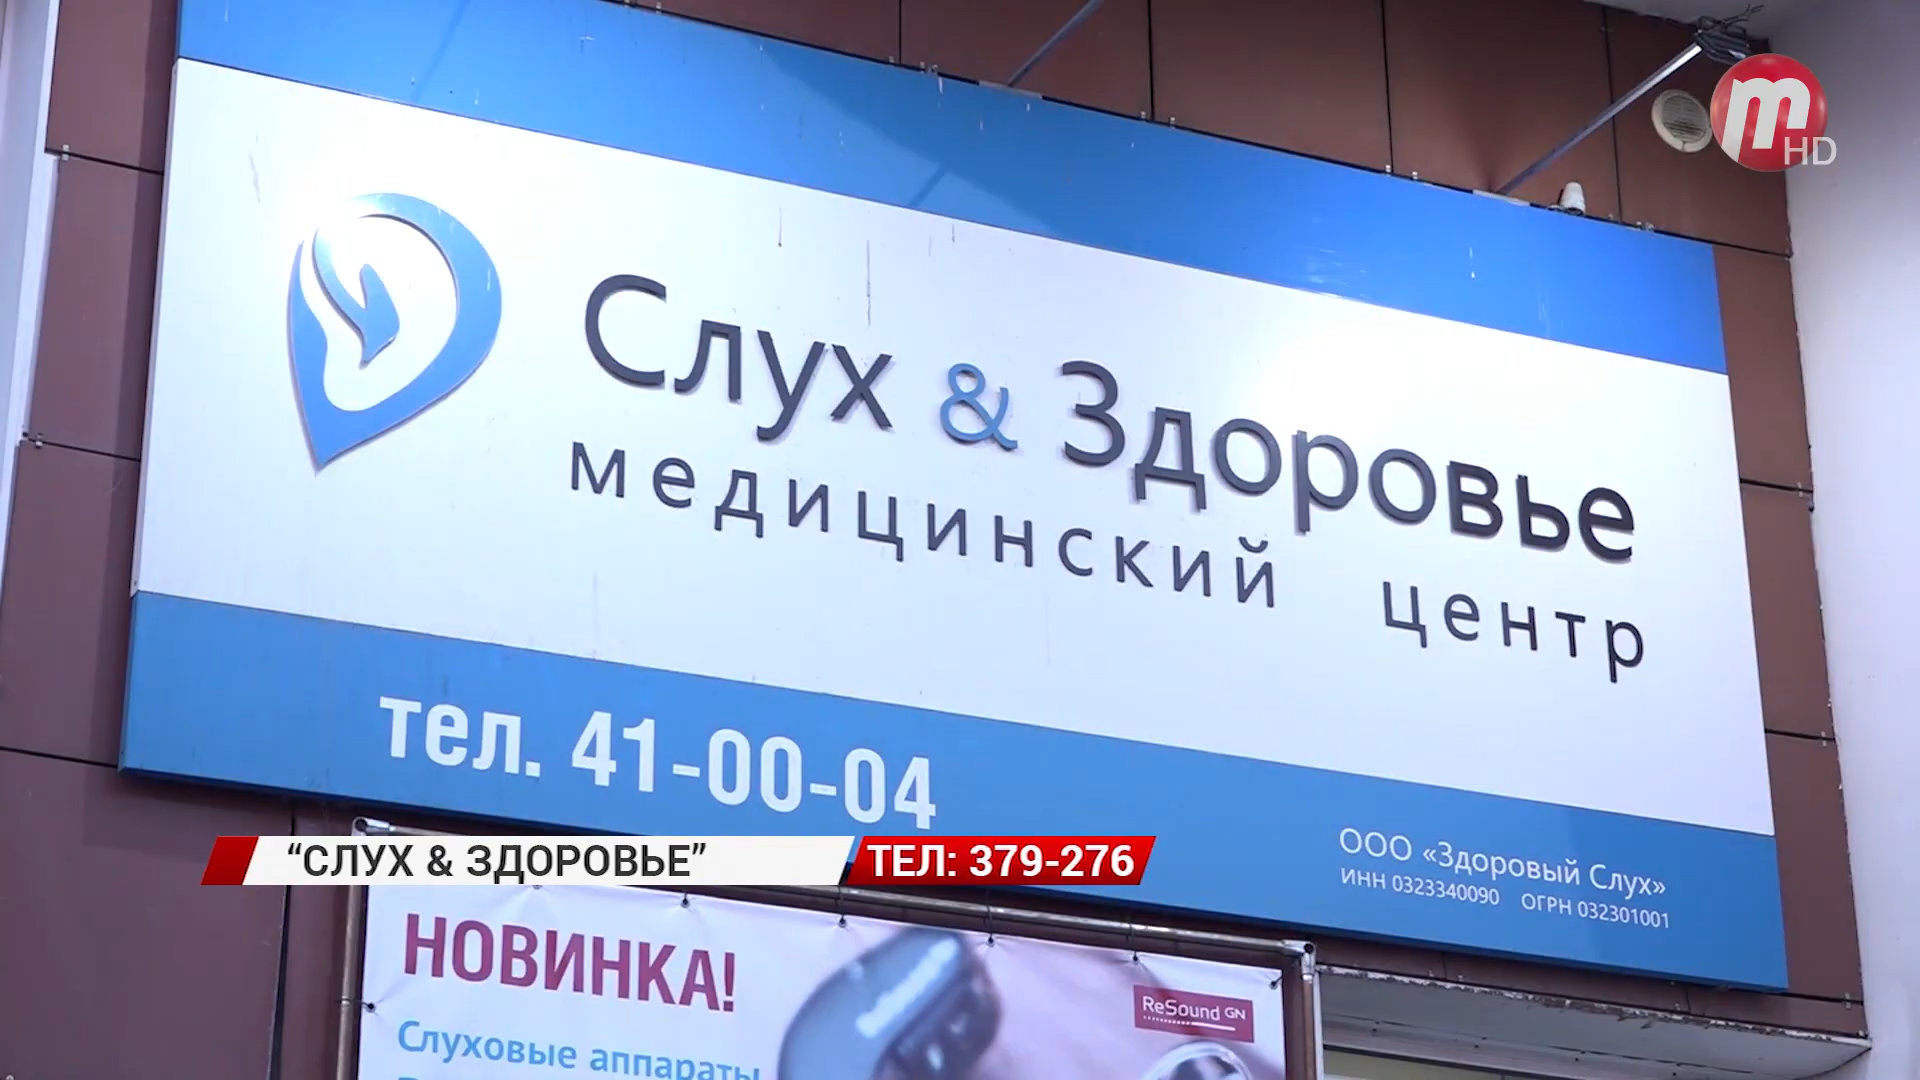 m HD
Слух & Здоровье
медицинский центр
тел. 41-00-04
ООО «Здоровый Слух»
ИНН 0323340090 ОГРН 032301001
“СЛУХ & ЗДОРОВЬЕ” ТЕЛ: 379-276
НОВИНКА!
ReSound GN
Слуховые аппараты